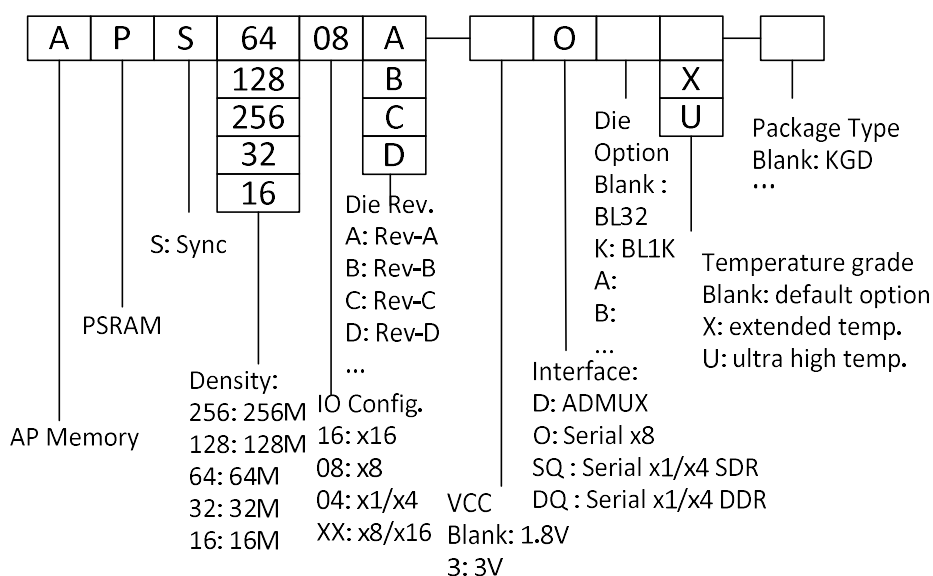 A P S 64 08 A O
128 B X
256 C U
32 D
16
Die
Option
Blank :
BL32
K: BL1K
A:
B:
...
Package Type
Blank: KGD
...
Die Rev.
A: Rev-A
B: Rev-B
C: Rev-C
D: Rev-D
...
S: Sync
Temperature grade
Blank: default option
X: extended temp.
U: ultra high temp.
PSRAM
Interface:
D: ADMUX
O: Serial x8
SQ : Serial x1/x4 SDR
DQ : Serial x1/x4 DDR
Density:
256: 256M
128: 128M
64: 64M
32: 32M
16: 16M
IO Config.
16: x16
08: x8
04: x1/x4
XX: x8/x16
AP Memory
VCC
Blank: 1.8V
3: 3V